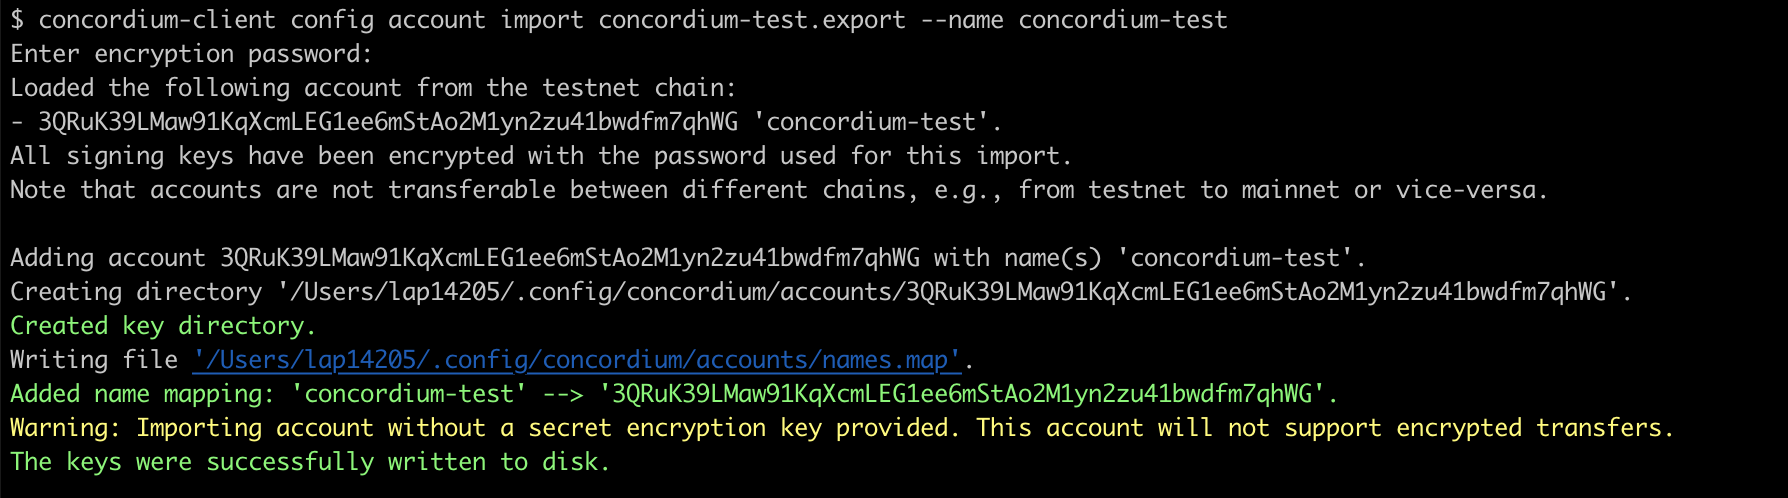 $ concordium-client config account import concordium-test.export --name concordium-test
Enter encryption password:
Loaded the following account from the testnet chain:
- 3QRuK39LMaw91KqXcmLEG1ee6mStAo2M1yn2zu41bwdfm7qhWG 'concordium-test'.
All signing keys have been encrypted with the password used for this import.
Note that accounts are not transferable between different chains, e.g., from testnet to mainnet or vice-versa.
Adding account 3QRuK39LMaw91KqXcmLEG1ee6mStAo2M1yn2zu41bwdfm7qhWG with name(s) 'concordium-test'.
Creating directory '/Users/lap14205/.config/concordium/accounts/3QRuK39LMaw91KqXcmLEG1ee6mStAo2M1yn2zu41bwdfm7qhWG'.
Created key directory.
Writing file '/Users/lap14205/.config/concordium/accounts/names.map'.
Added name mapping: 'concordium-test' --> '3QRuK39LMaw91KqXcmLEG1ee6mStAo2M1yn2zu41bwdfm7qhWG'.
Warning: Importing account without a secret encryption key provided. This account will not support encrypted transfers.
The keys were successfully written to disk.